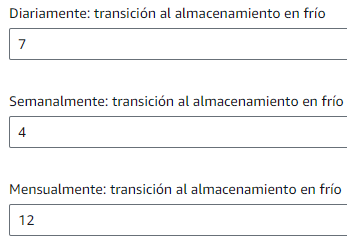 Diariamente: transición al almacenamiento en frío
7
Semanalmente: transición al almacenamiento en frío
4
Mensualmente: transición al almacenamiento en frío
12